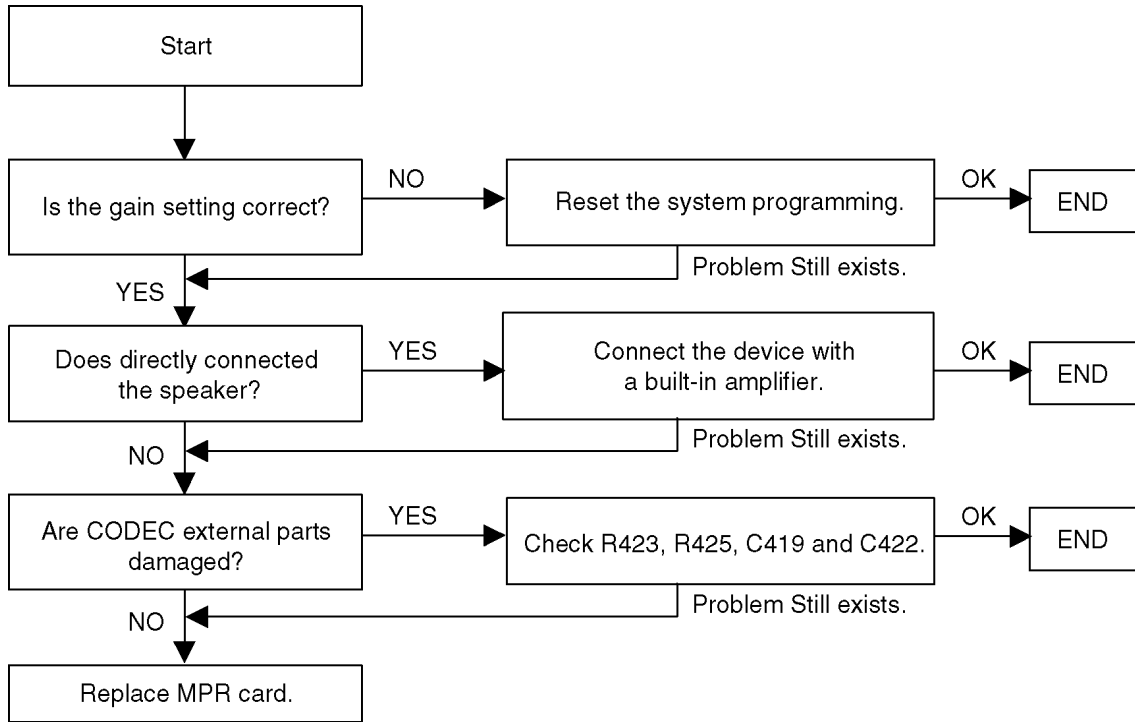 Start
Is the gain setting correct?
NO
Reset the system programming.
OK
END
Problem Still exists.
YES
Does directly connected
the speaker?
YES
Connect the device with
a built-in amplifier.
OK
END
Problem Still exists.
NO
Are CODEC external parts
damaged?
YES
Check R423, R425, C419 and C422.
OK
END
Problem Still exists.
NO
Replace MPR card.